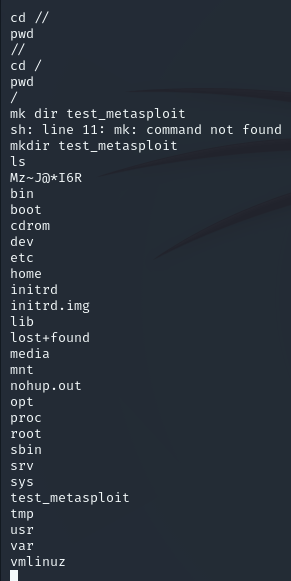 cd //
pwd
//
cd /
pwd
/
mk dir test_metasploit
sh: line 11: mk: command not found
mkdir test_metasploit
ls
Mz~J@*I6R
bin
boot
cdrom
dev
etc
home
initrd
initrd.img
lib
lost+found
media
mnt
nohup.out
opt
proc
root
sbin
srv
sys
test_metasploit
tmp
usr
var
vmlinuz